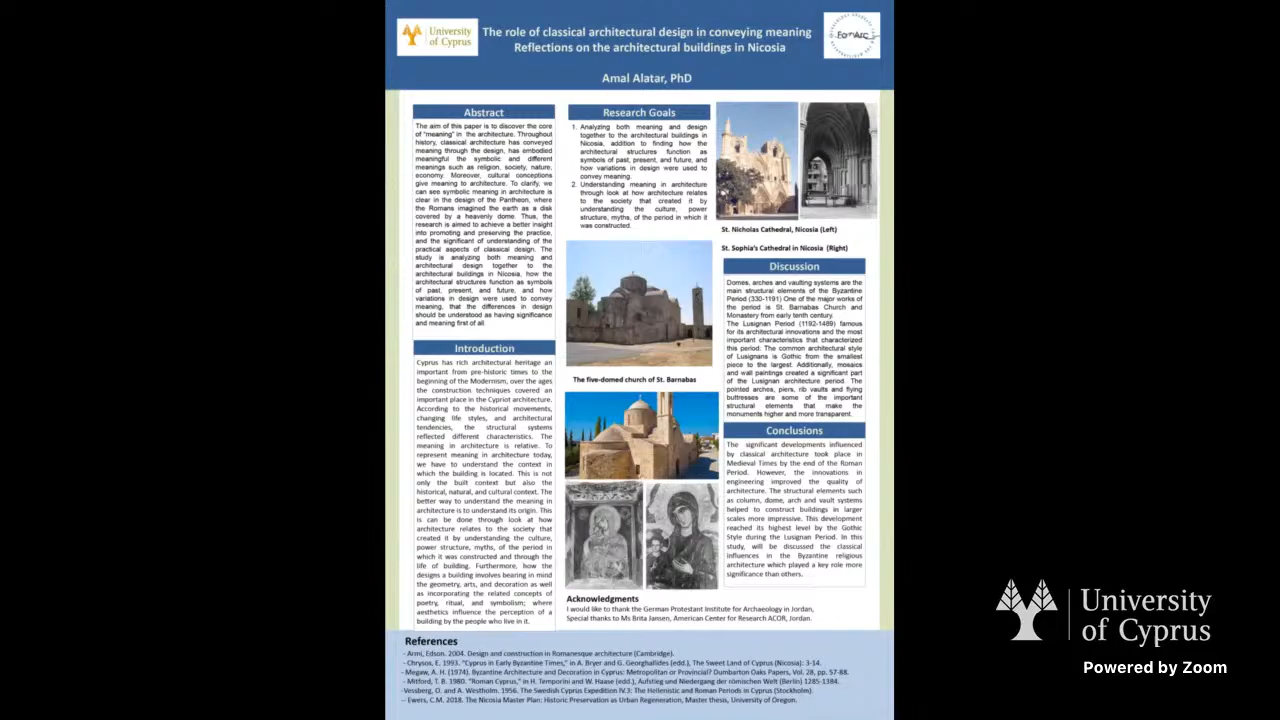 University
of Cyprus
The role of classical architectural design in conveying meaning
Reflections on the architectural buildings in Nicosia
Amal Alatar, PhD
Abstract
The aim of this paper is to discover the core
of "meaning" in the architecture. Throughout
history, classical architecture has conveyed
meaning through the design, has embodied
meaningful the symbolic and different
meanings such as religion, society, nature,
economy. Moreover, cultural conceptions
give meaning to architecture. To clarify, we
can see symbolic meaning in architecture is
clear in the design of the Pantheon, where
the Romans imagined the earth as a disk
covered by a heavenly dome. Thus, the
research is aimed to achieve a better insight
into promoting and preserving the practice,
and the significant of understanding of the
practical aspects of classical design. The
study is analyzing both meaning and
architectural design together to the
architectural buildings in Nicosia, how the
architectural structures function as symbols
of past, present, and future, and how
variations in design were used to convey
meaning, that the differences in design
should be understood as having significance
and meaning first of all.
Introduction
Cyprus has rich architectural heritage an
important from pre-historic times to the
beginning of the Modernism, over the ages
the construction techniques covered an
important place in the Cypriot architecture.
According to the historical movements,
changing life styles, and architectural
tendencies, the structural systems
reflected different characteristics. The
meaning in architecture is relative. To
represent meaning in architecture today,
we have to understand the context in
which the building is located. This is not
only the built context but also the
historical, natural, and cultural context. The
better way to understand the meaning in
architecture is to understand its origin. This
is can be done through look at how
architecture relates to the society that
created it by understanding the culture,
power structure, myths, of the period in
which it was constructed and through the
life of building. Furthermore, how the
designs a building involves bearing in mind
the geometry, arts, and decoration as well
as incorporating the related concepts of
poetry, ritual, and symbolism; where
aesthetics influence the perception of a
building by the people who live in it.
Research Goals
1. Analyzing both meaning and design
together to the architectural buildings in
Nicosia, addition to finding how the
architectural structures function as
symbols of past, present, and future, and
how variations in design were used to
convey meaning.
2. Understanding meaning in architecture
through look at how architecture relates
to the society that created it by
understanding the culture, power
structure, myths, of the period in which it
was constructed.
The five-domed church of St. Barnabas
Acknowledgments
I would like to thank the German Protestant Institute for Archaeology in Jordan,
Special thanks to Ms Brita Jansen, American Center for Research ACOR, Jordan.
St. Nicholas Cathedral, Nicosia (Left)
St. Sophia's Cathedral in Nicosia (Right)
Discussion
Domes, arches and vaulting systems are the
main structural elements of the Byzantine
Period (330-1191) One of the major works of
the period is St. Barnabas Church and
Monastery from early tenth century.
The Lusignan Period (1192-1489) famous
for its architectural innovations and the most
important characteristics that characterized
this period: The common architectural style
of Lusignans is Gothic from the smallest
piece to the largest. Additionally, mosaics
and wall paintings created a significant part
of the Lusignan architecture period. The
pointed arches, piers, rib vaults and flying
buttresses are some of the important
structural elements that make the
monuments higher and more transparent.
Conclusions
The significant developments influenced
by classical architecture took place in
Medieval Times by the end of the Roman
Period. However, the innovations in
engineering improved the quality of
architecture. The structural elements such
as column, dome, arch and vault systems
helped to construct buildings in larger
scales more impressive. This development
reached its highest level by the Gothic
Style during the Lusignan Period. In this
study, will be discussed the classical
influences in the Byzantine religious
architecture which played a key role more
significance than others.
References
- Armi, Edson. 2004. Design and construction in Romanesque architecture (Cambridge).
- Chrysos, E. 1993. "Cyprus in Early Byzantine Times," in A. Bryer and G. Georghallides (edd.), The Sweet Land of Cyprus (Nicosia): 3-14.
- Megaw, A. H. (1974). Byzantine Architecture and Decoration in Cyprus: Metropolitan or Provincial? Dumbarton Oaks Papers, Vol. 28, pp. 57-88.
- Mitford, T. B. 1980. "Roman Cyprus," in H. Temporini and W. Haase (edd.), Aufstieg und Niedergang der römischen Welt (Berlin) 1285-1384.
-Vessberg, O. and A. Westholm. 1956. The Swedish Cyprus Expedition IV.3: The Hellenistic and Roman Periods in Cyprus (Stockholm).
-- Ewers, C.M. 2018. The Nicosia Master Plan: Historic Preservation as Urban Regeneration, Master thesis, University of Oregon.
University
of Cyprus
Powered by Zoom